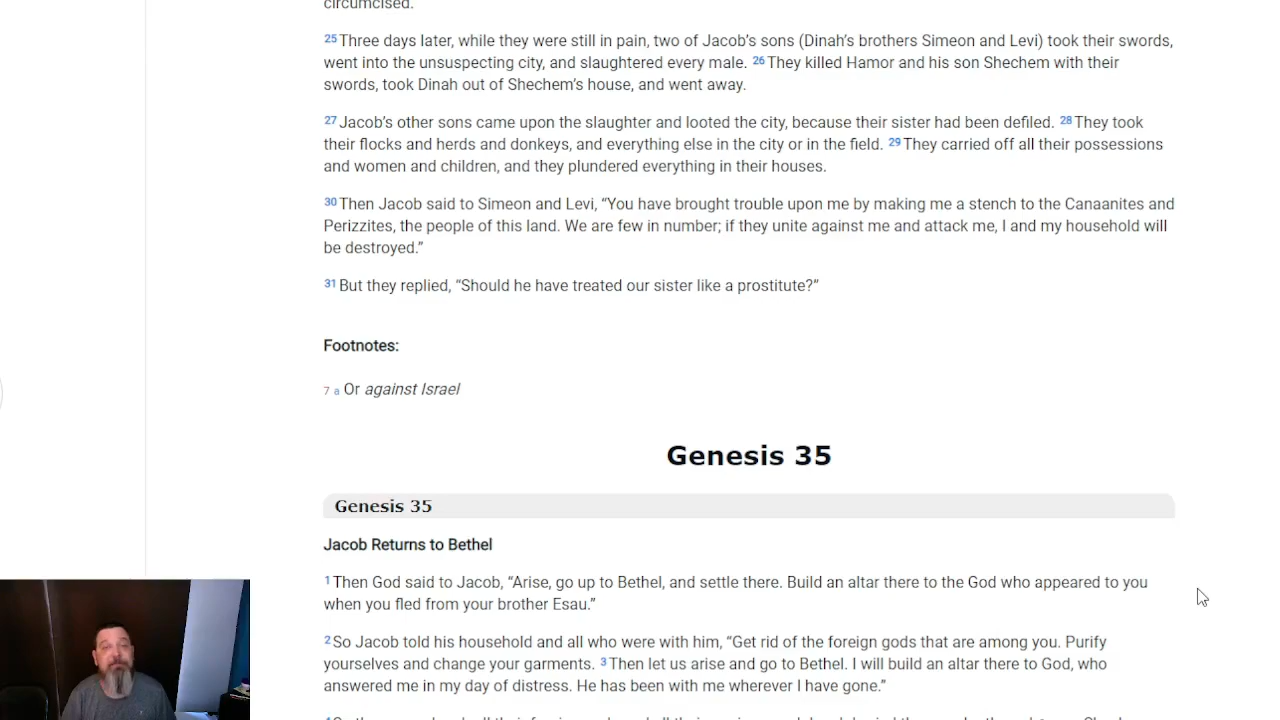 circumcised.
25 Three days later, while they were still in pain, two of Jacob’s sons (Dinah’s brothers Simeon and Levi) took their swords,
went into the unsuspecting city, and slaughtered every male. 26 They killed Hamor and his son Shechem with their
swords, took Dinah out of Shechem’s house, and went away.
27 Jacob’s other sons came upon the slaughter and looted the city, because their sister had been defiled. 28 They took
their flocks and herds and donkeys, and everything else in the city or in the field. 29 They carried off all their possessions
and women and children, and they plundered everything in their houses.
30 Then Jacob said to Simeon and Levi, “You have brought trouble upon me by making me a stench to the Canaanites and
Perizzites, the people of this land. We are few in number; if they unite against me and attack me, I and my household will
be destroyed.”
31 But they replied, “Should he have treated our sister like a prostitute?”
Footnotes:
7 a Or against Israel
Genesis 35
Genesis 35
Jacob Returns to Bethel
1 Then God said to Jacob, “Arise, go up to Bethel, and settle there. Build an altar there to the God who appeared to you
when you fled from your brother Esau.”
2 So Jacob told his household and all who were with him, “Get rid of the foreign gods that are among you. Purify
yourselves and change your garments. 3 Then let us arise and go to Bethel. I will build an altar there to God, who
answered me in my day of distress. He has been with me wherever I have gone.”